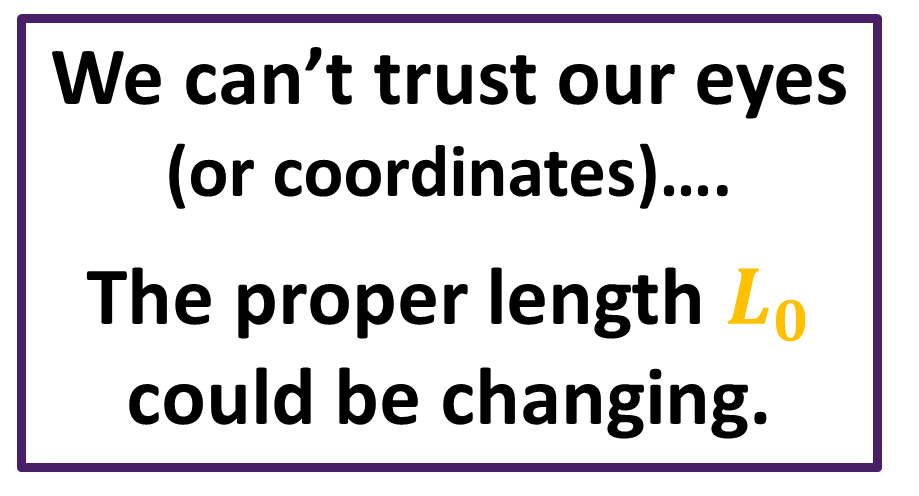 We can’t trust our eyes
(or coordinates)….
The proper length L₀
could be changing.